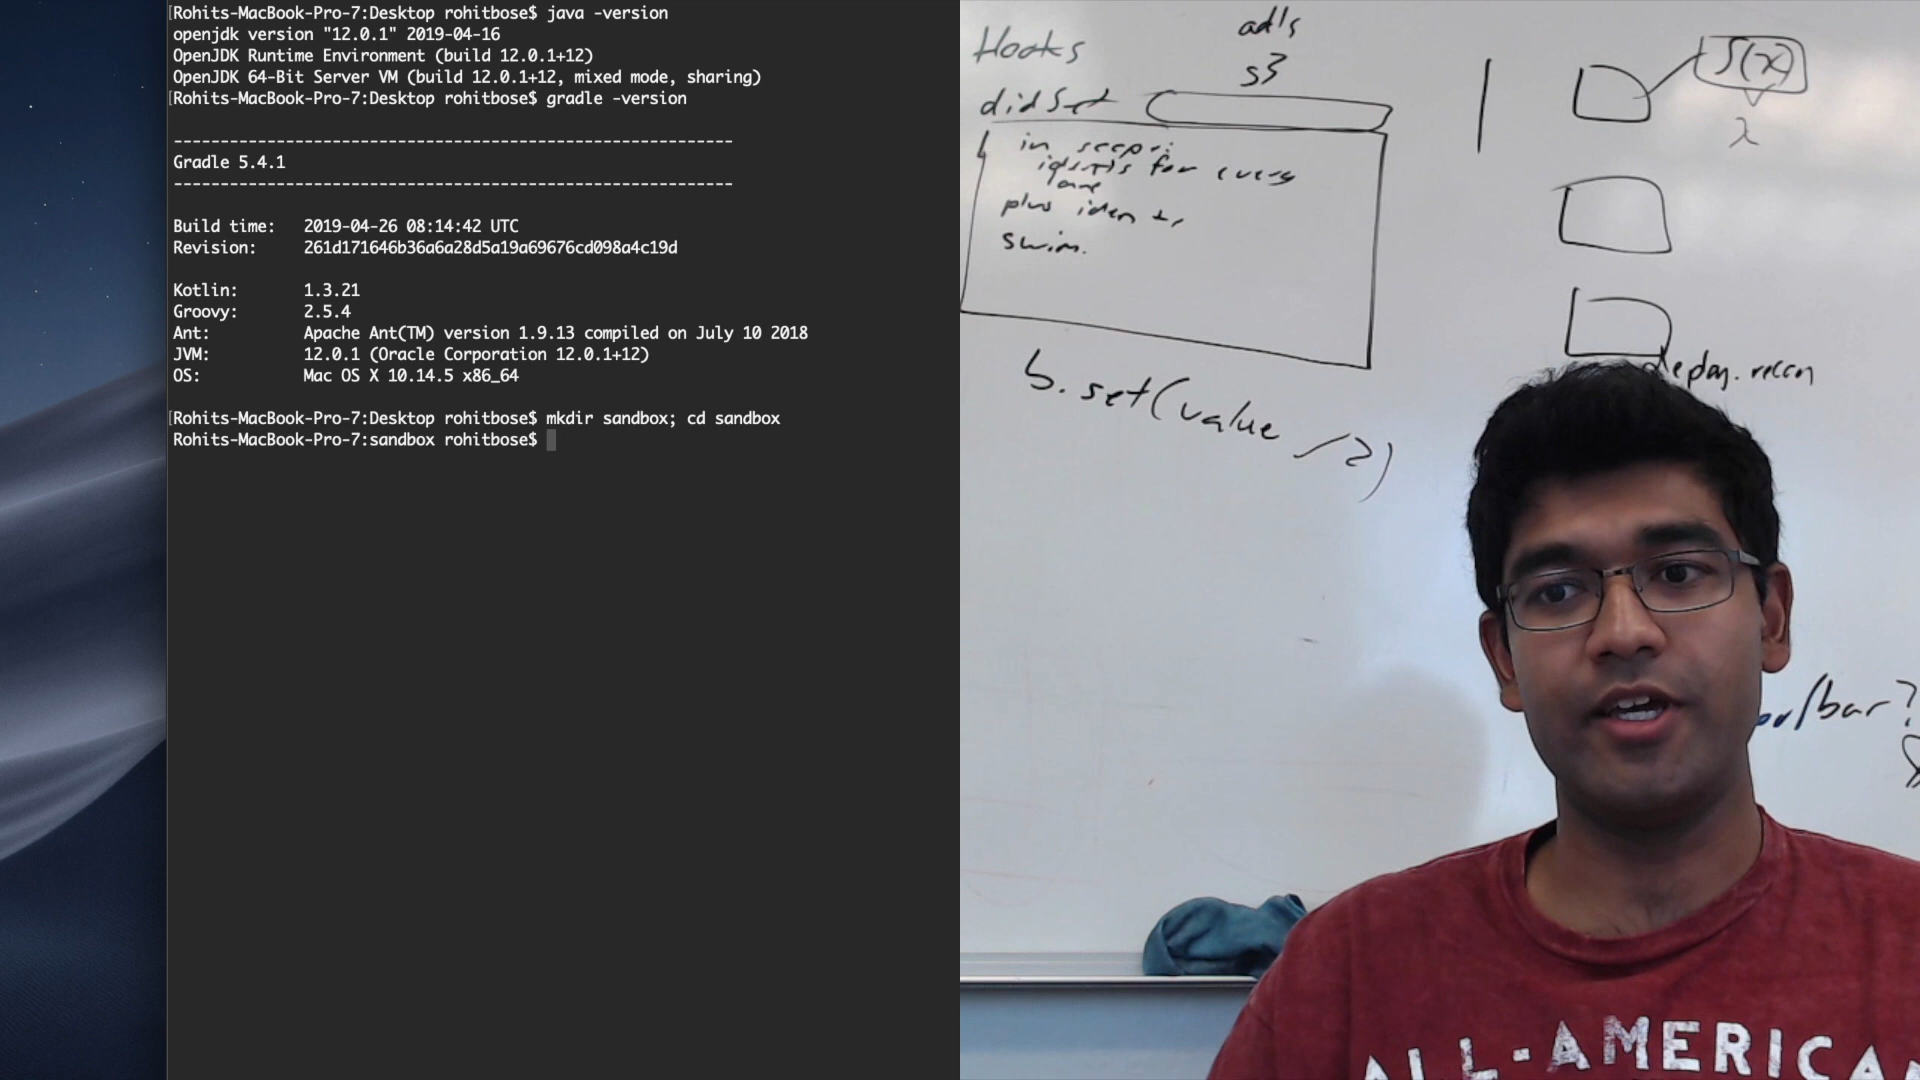 Rohits-MacBook-Pro-7:Desktop rohitbose$ java -version
openjdk version "12.0.1" 2019-04-16
OpenJDK Runtime Environment (build 12.0.1+12)
OpenJDK 64-Bit Server VM (build 12.0.1+12, mixed mode, sharing)
Rohits-MacBook-Pro-7:Desktop rohitbose$ gradle -version
------------------------------------------------------------
Gradle 5.4.1
------------------------------------------------------------
Build time: 2019-04-26 08:14:42 UTC
Revision: 261d171646b36a6a28d5a19a69676cd098a4c19d
Kotlin: 1.3.21
Groovy: 2.5.4
Ant: Apache Ant(TM) version 1.9.13 compiled on July 10 2018
JVM: 12.0.1 (Oracle Corporation 12.0.1+12)
OS: Mac OS X 10.14.5 x86_64
Rohits-MacBook-Pro-7:Desktop rohitbose$ mkdir sandbox; cd sandbox
Rohits-MacBook-Pro-7:sandbox rohitbose$
Hooks
adls
s3
didSet
in
for every
one
plus
swim.
b.set(value /2)
f(x)
λ
/bar?
ALL-AMERICA